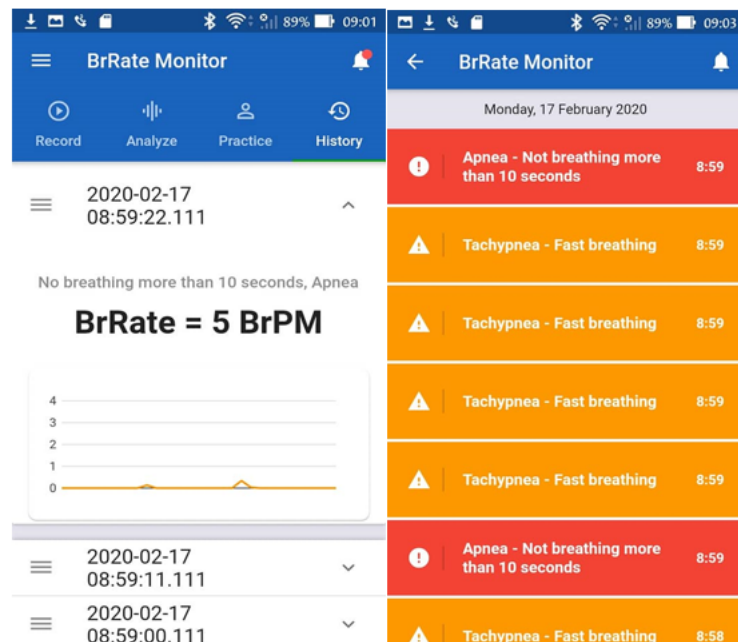 89% 09:01
BrRate Monitor
Record Analyze Practice History
2020-02-17
08:59:22.111
No breathing more than 10 seconds, Apnea
BrRate = 5 BrPM
4
3
2
1
0
2020-02-17
08:59:11.111
2020-02-17
08:59:00.111
89% 09:03
BrRate Monitor
Monday, 17 February 2020
Apnea - Not breathing more
than 10 seconds
8:59
Tachypnea - Fast breathing 8:59
Tachypnea - Fast breathing 8:59
Tachypnea - Fast breathing 8:59
Tachypnea - Fast breathing 8:59
Apnea - Not breathing more
than 10 seconds
8:59
Tachypnea - Fast breathing 8:58